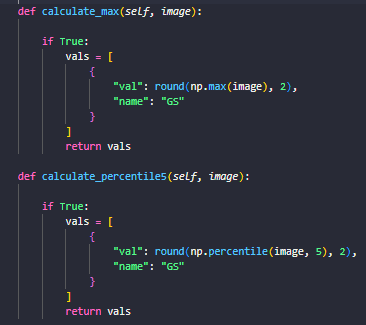 def calculate_max(self, image):
if True:
vals = [
{
"val": round(np.max(image), 2),
"name": "GS"
}
]
return vals
def calculate_percentile5(self, image):
if True:
vals = [
{
"val": round(np.percentile(image, 5), 2),
"name": "GS"
}
]
return vals